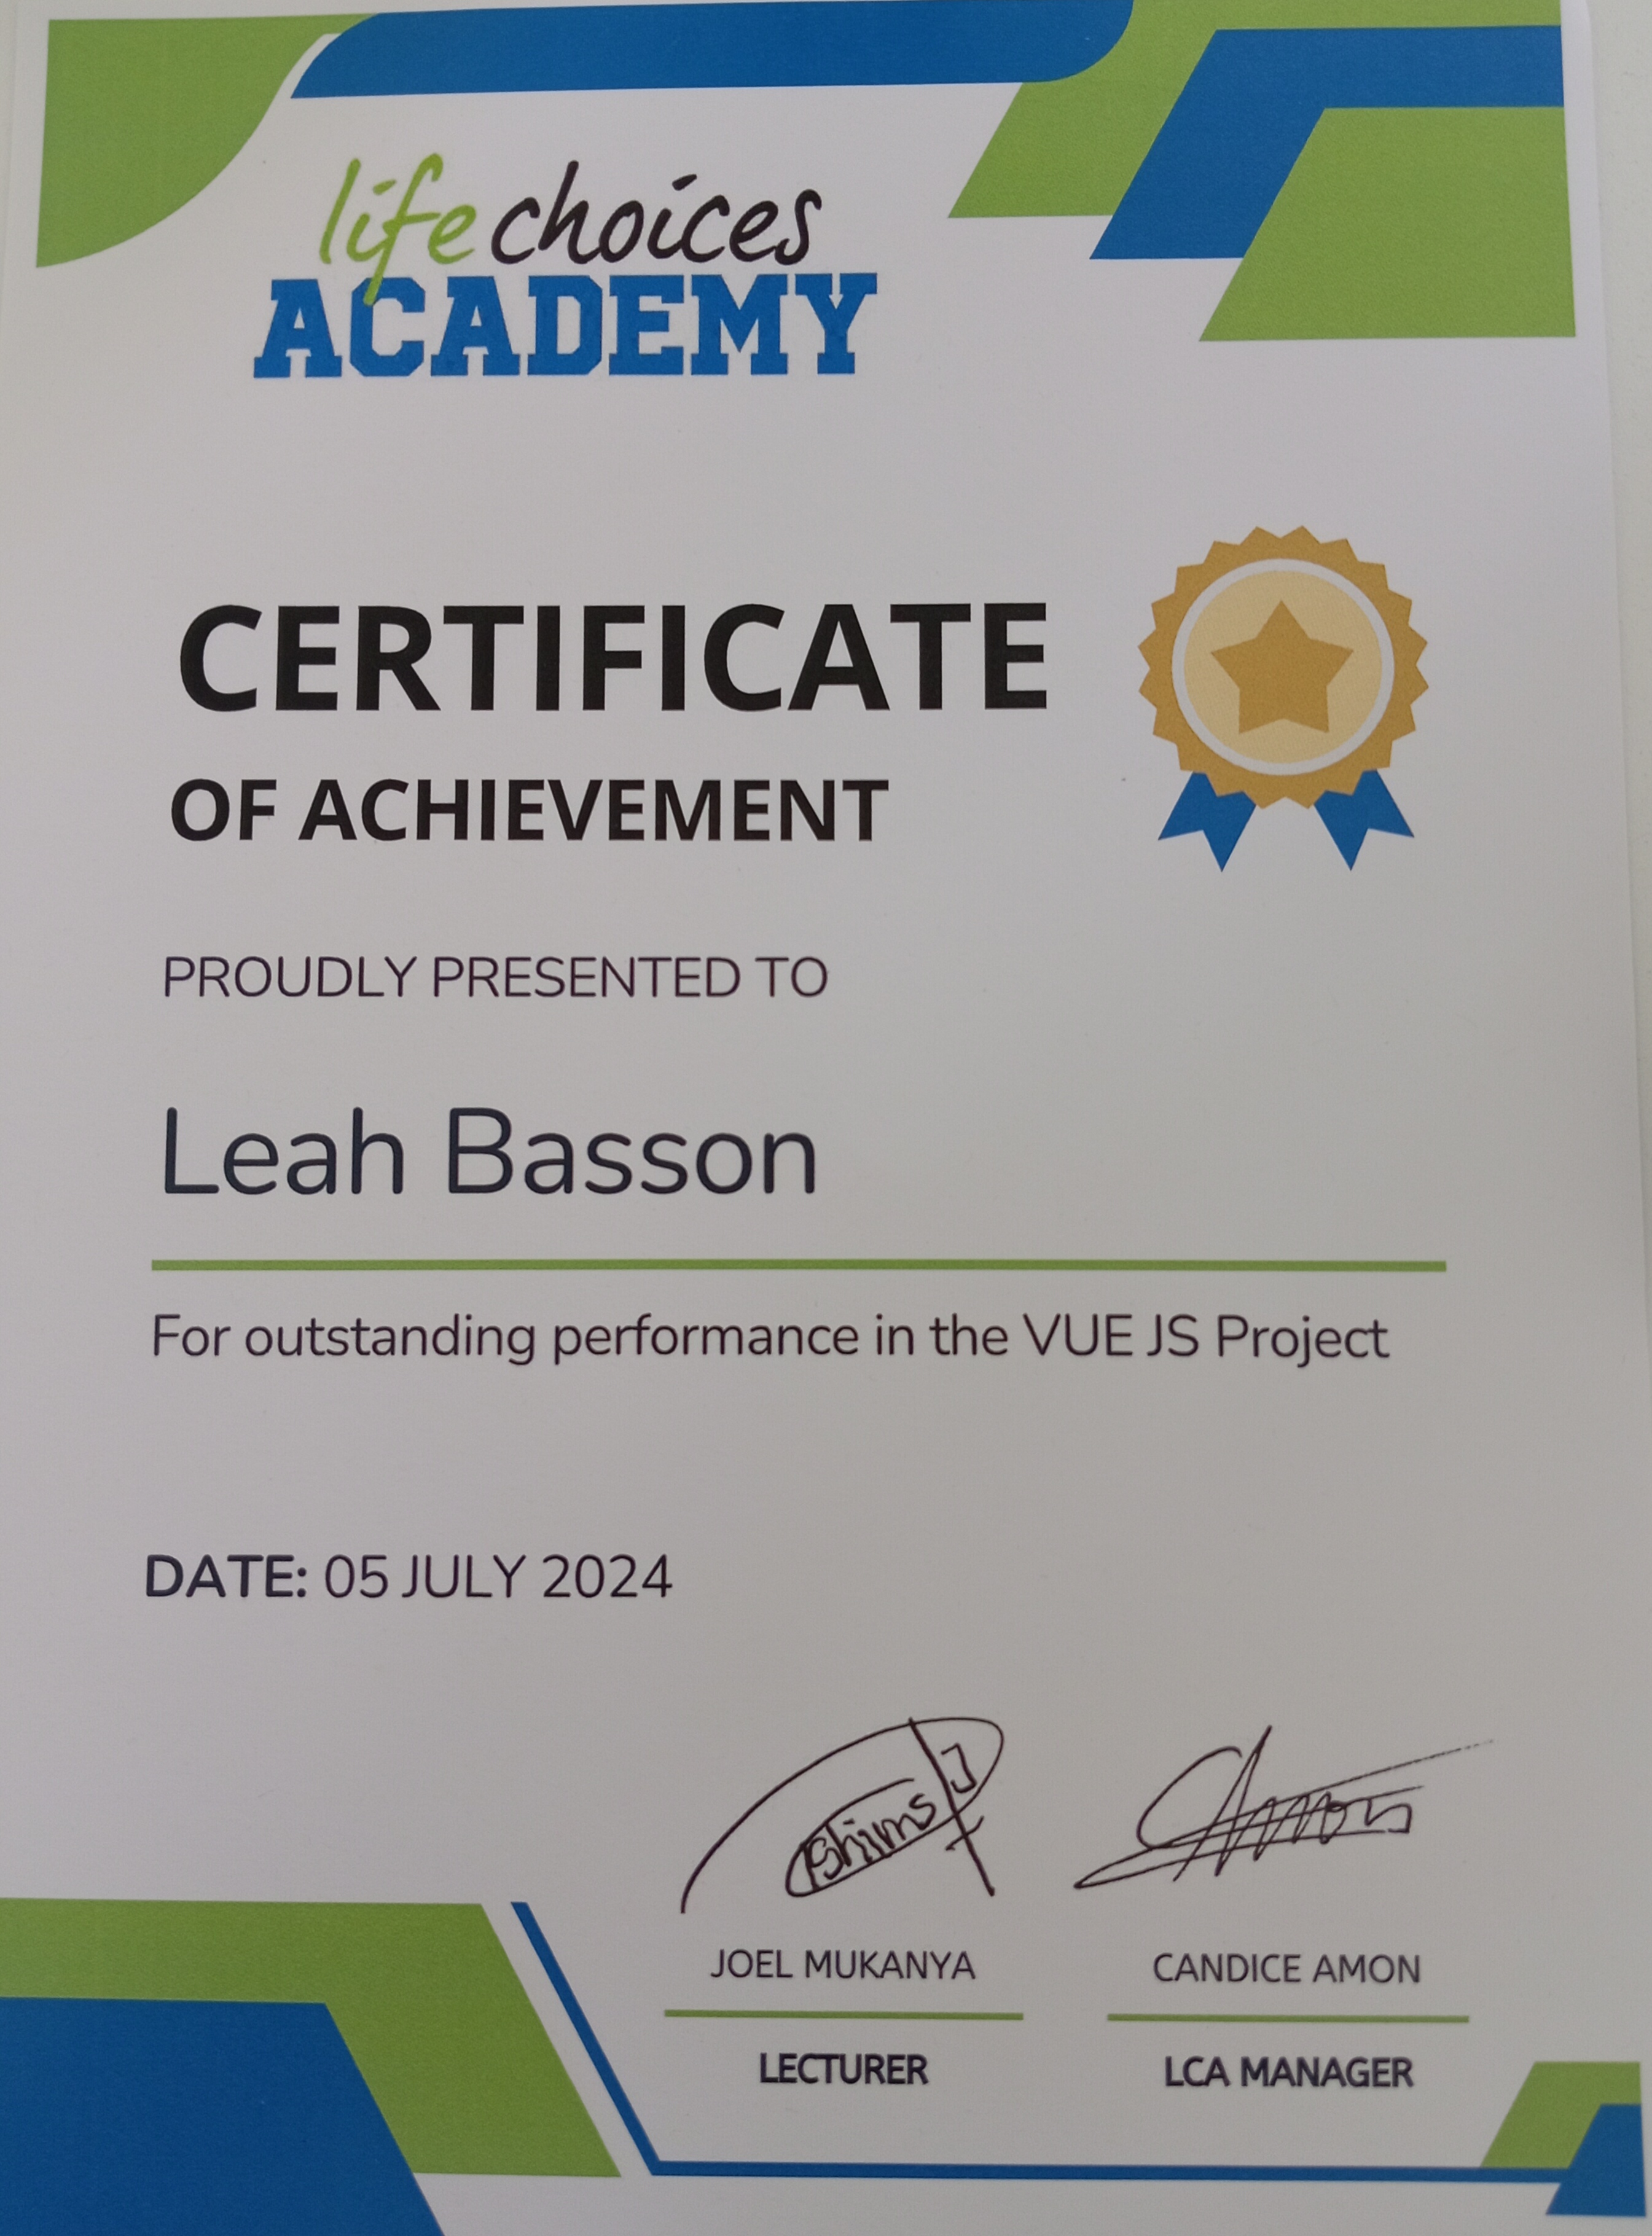 life choices
ACADEMY
CERTIFICATE
OF ACHIEVEMENT
PROUDLY PRESENTED TO
Leah Basson
For outstanding performance in the VUE JS Project
DATE: 05 JULY 2024
Tshims J
Amon
JOEL MUKANYA
CANDICE AMON
LECTURER
LCA MANAGER